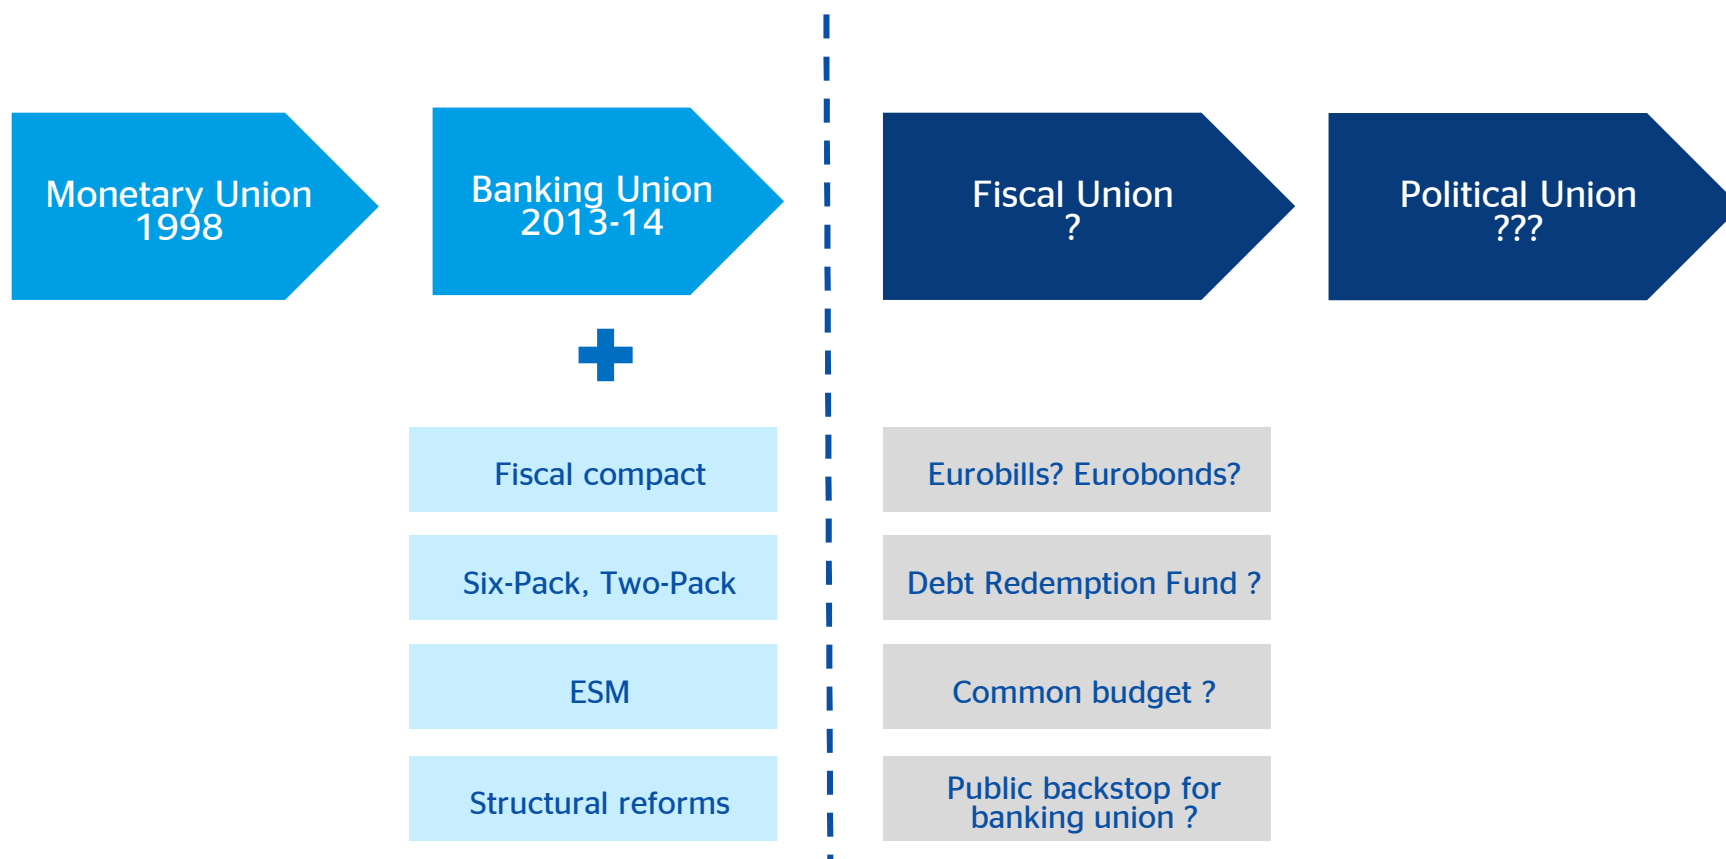 Monetary Union
1998
Banking Union
2013-14
Fiscal Union
?
Political Union
???
Fiscal compact
Six-Pack, Two-Pack
ESM
Structural reforms
Eurobills? Eurobonds?
Debt Redemption Fund ?
Common budget ?
Public backstop for
banking union ?